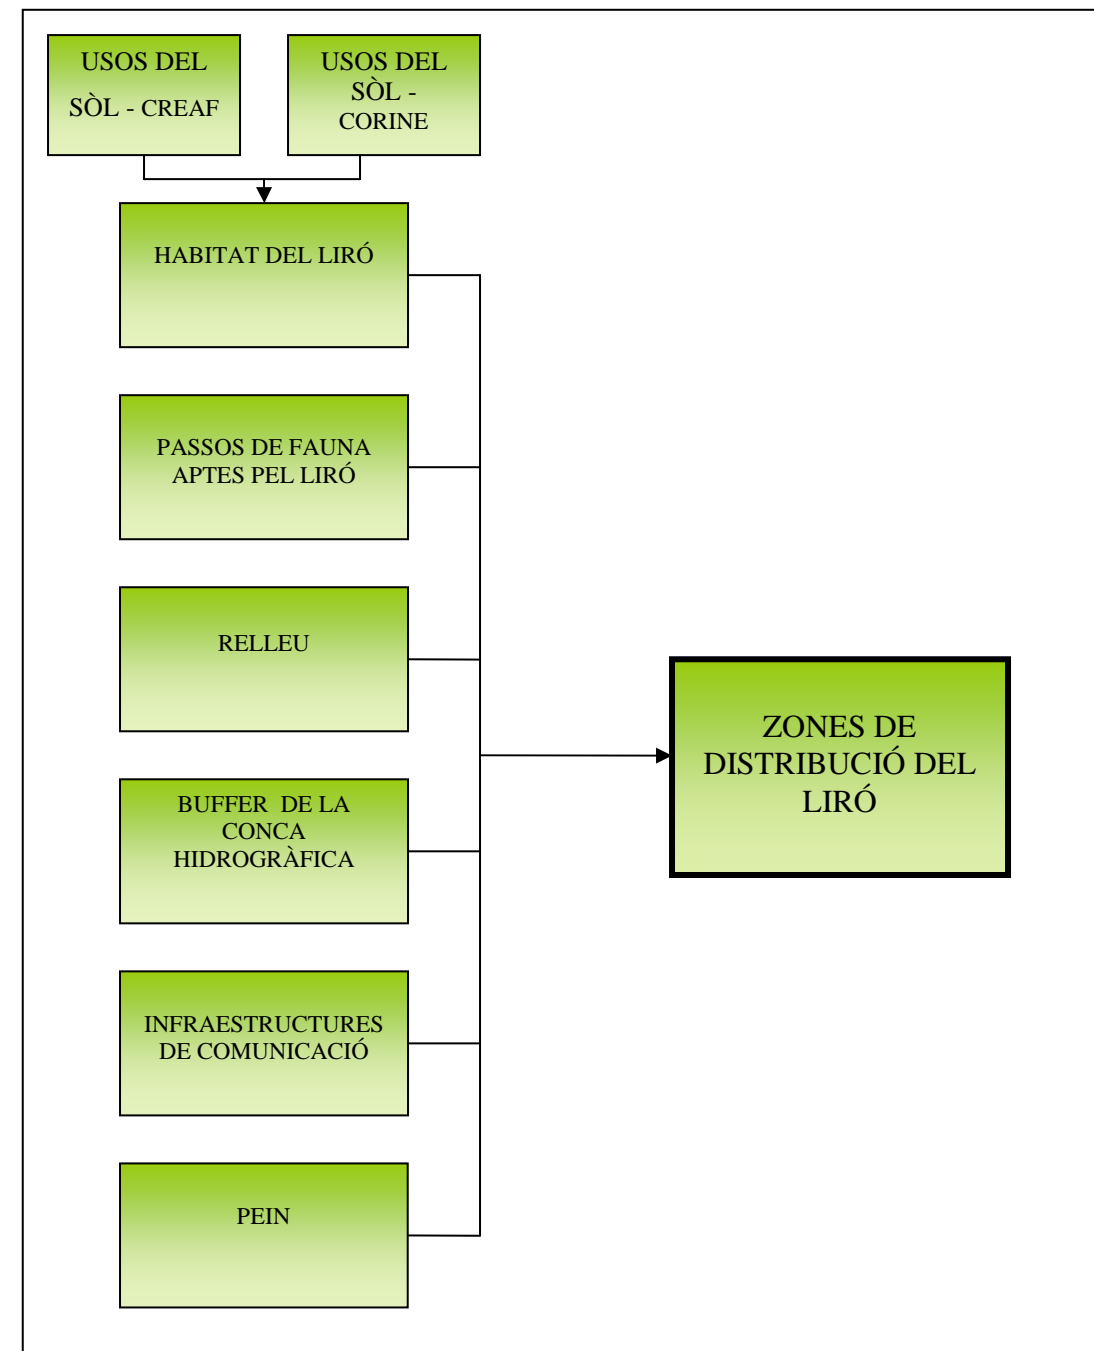 USOS DEL
SÒL - CREAF
USOS DEL
SÒL -
CORINE
HABITAT DEL LIRÓ
PASSOS DE FAUNA
APTES PEL LIRÓ
RELLEU
ZONES DE
DISTRIBUCIÓ DEL
LIRÓ
BUFFER DE LA
CONCA
HIDROGRÀFICA
INFRAESTRUCTURES
DE COMUNICACIÓ
PEIN